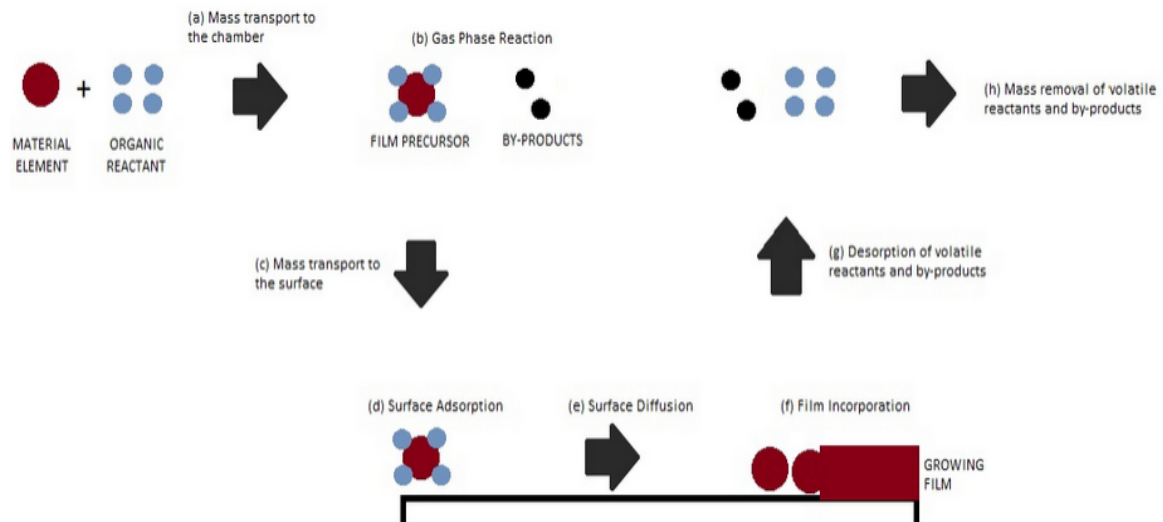 (a) Mass transport to
the chamber
(b) Gas Phase Reaction
+
MATERIAL
ELEMENT
ORGANIC
REACTANT
FILM PRECURSOR
BY-PRODUCTS
(h) Mass removal of volatile
reactants and by-products
(c) Mass transport to
the surface
(g) Desorption of volatile
reactants and by-products
(d) Surface Adsorption
(e) Surface Diffusion
(f) Film Incorporation
GROWING
FILM